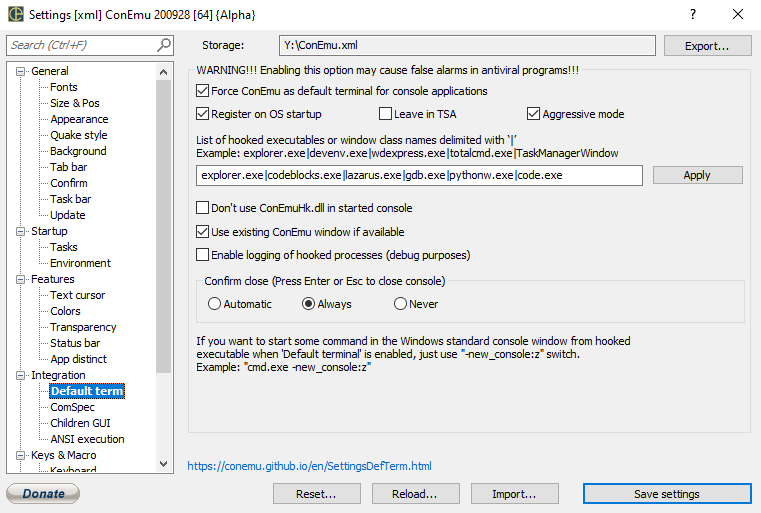 Settings [xml] ConEmu 200928 [64] {Alpha}
?
Search (Ctrl+F)
Storage:
Y:\ConEmu.xml
Export...
General
Fonts
Size & Pos
Appearance
Quake style
Background
Tab bar
Confirm
Task bar
Update
Startup
Tasks
Environment
Features
Text cursor
Colors
Transparency
Status bar
App distinct
Integration
Default term
ComSpec
Children GUI
ANSI execution
Keys & Macro
Keyboard
WARNING!!! Enabling this option may cause false alarms in antiviral programs!!!
Force ConEmu as default terminal for console applications
Register on OS startup
Leave in TSA
Aggressive mode
List of hooked executables or window class names delimited with '|'
Example: explorer.exe|devenv.exe|wdexpress.exe|totalcmd.exe|TaskManagerWindow
explorer.exe|codeblocks.exe|lazarus.exe|gdb.exe|pythonw.exe|code.exe
Apply
Don't use ConEmuHk.dll in started console
Use existing ConEmu window if available
Enable logging of hooked processes (debug purposes)
Confirm close (Press Enter or Esc to close console)
Automatic
Always
Never
If you want to start some command in the Windows standard console window from hooked
executable when 'Default terminal' is enabled, just use "-new_console:z" switch.
Example: "cmd.exe -new_console:z"
https://conemu.github.io/en/SettingsDefTerm.html
Donate
Reset...
Reload...
Import...
Save settings